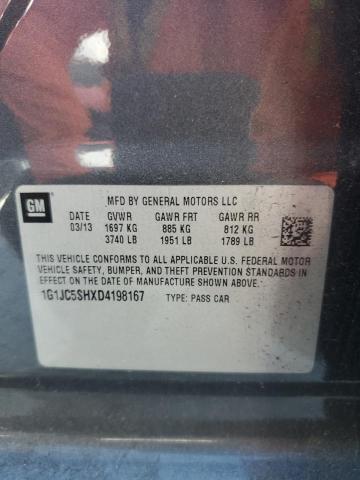 GM
MFD BY GENERAL MOTORS LLC
03/13 GVWR GAWR FRT GAWR RR
1697 KG 885 KG 812 KG
3740 LB 1951 LB 1789 LB
THIS VEHICLE CONFORMS TO ALL APPLICABLE U.S. FEDERAL MOTOR
VEHICLE SAFETY, BUMPER, AND THEFT PREVENTION STANDARDS
IN EFFECT ON THE DATE OF MANUFACTURE SHOWN ABOVE.
1G1JC5SHXD4198167 TYPE: PASS CAR